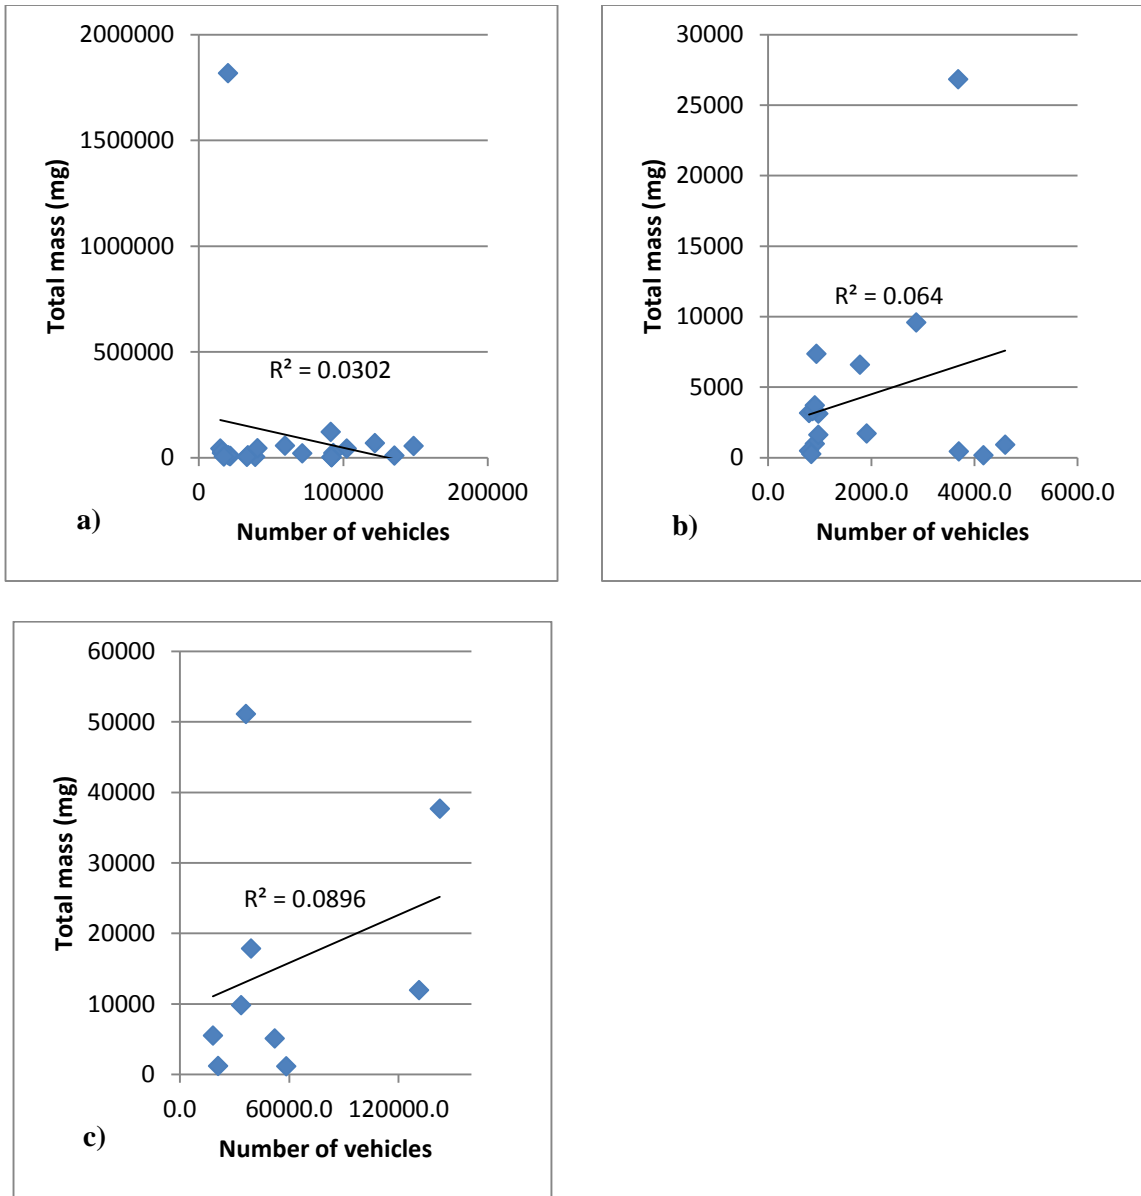 2000000
1500000
1000000
500000
0
Total mass (mg)
R² = 0.0302
0 100000 200000
Number of vehicles
a)
30000
25000
20000
15000
10000
5000
0
Total mass (mg)
R² = 0.064
0.0 2000.0 4000.0 6000.0
Number of vehicles
b)
60000
50000
40000
30000
20000
10000
0
Total mass (mg)
R² = 0.0896
0.0 60000.0 120000.0
Number of vehicles
c)